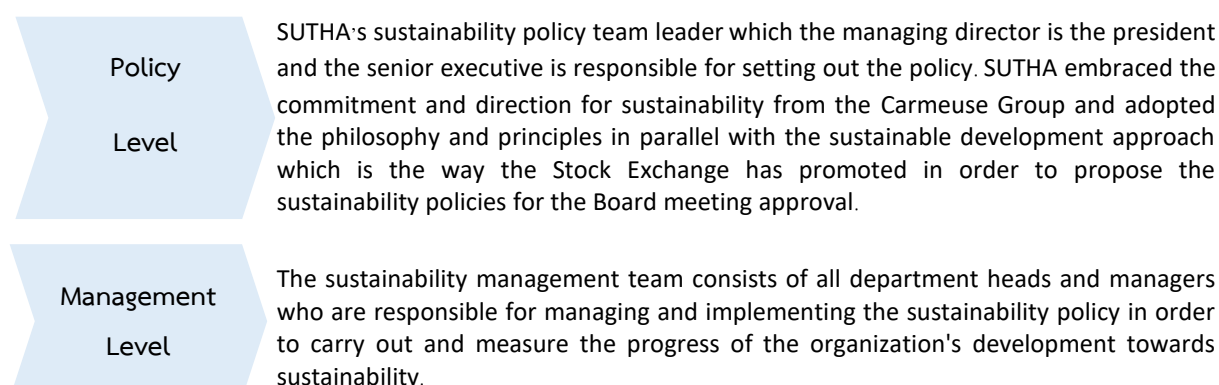 Policy
Level
SUTHA's sustainability policy team leader which the managing director is the president
and the senior executive is responsible for setting out the policy. SUTHA embraced the
commitment and direction for sustainability from the Carmeuse Group and adopted
the philosophy and principles in parallel with the sustainable development approach
which is the way the Stock Exchange has promoted in order to propose the
sustainability policies for the Board meeting approval.
Management
Level
The sustainability management team consists of all department heads and managers
who are responsible for managing and implementing the sustainability policy in order
to carry out and measure the progress of the organization's development towards
sustainability.